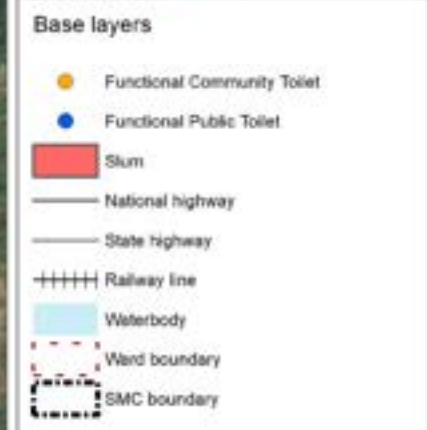 Base layers
Functional Community Toilet
Functional Public Toilet
Slum
National highway
State highway
Railway line
Waterbody
Ward boundary
SMC boundary